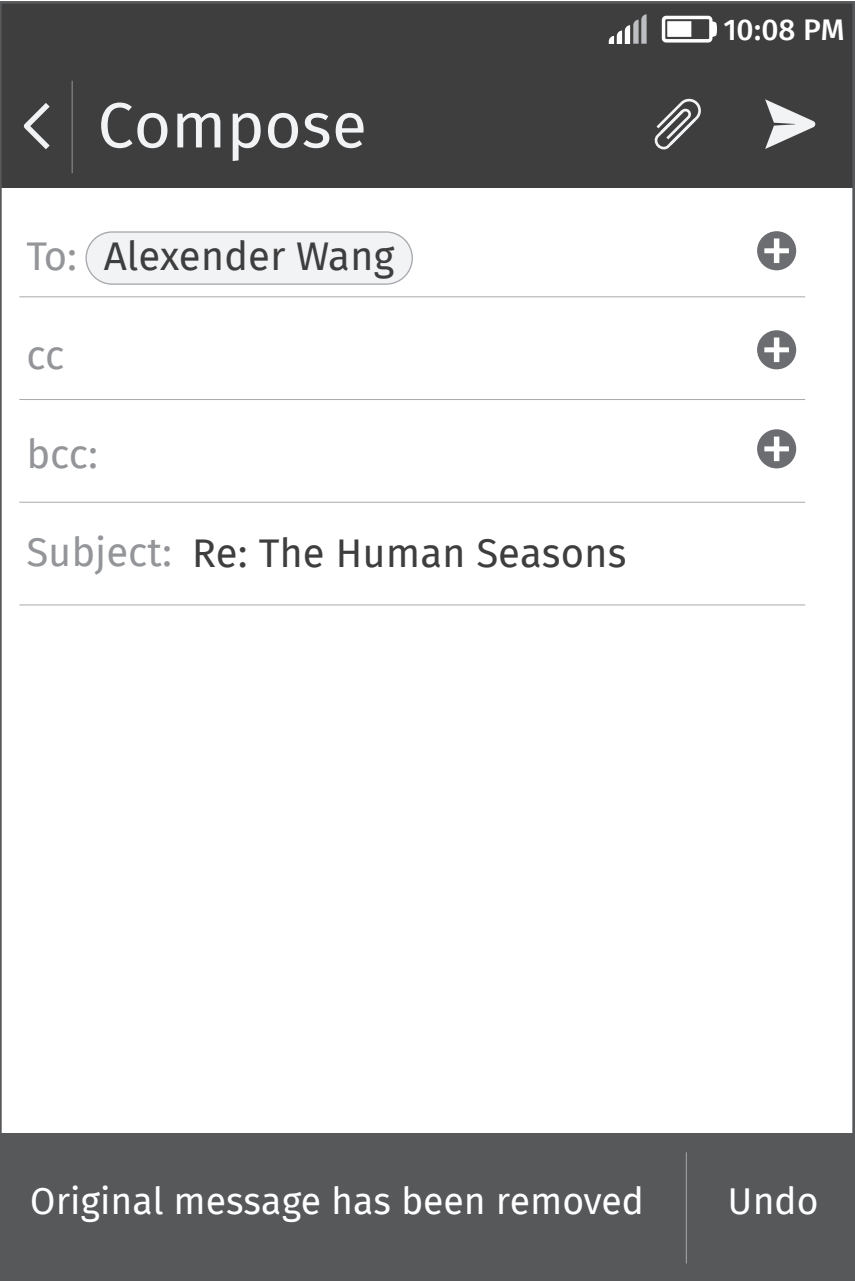 10:08 PM
Compose
To: Alexender Wang
cc
bcc:
Subject: Re: The Human Seasons
Original message has been removed Undo